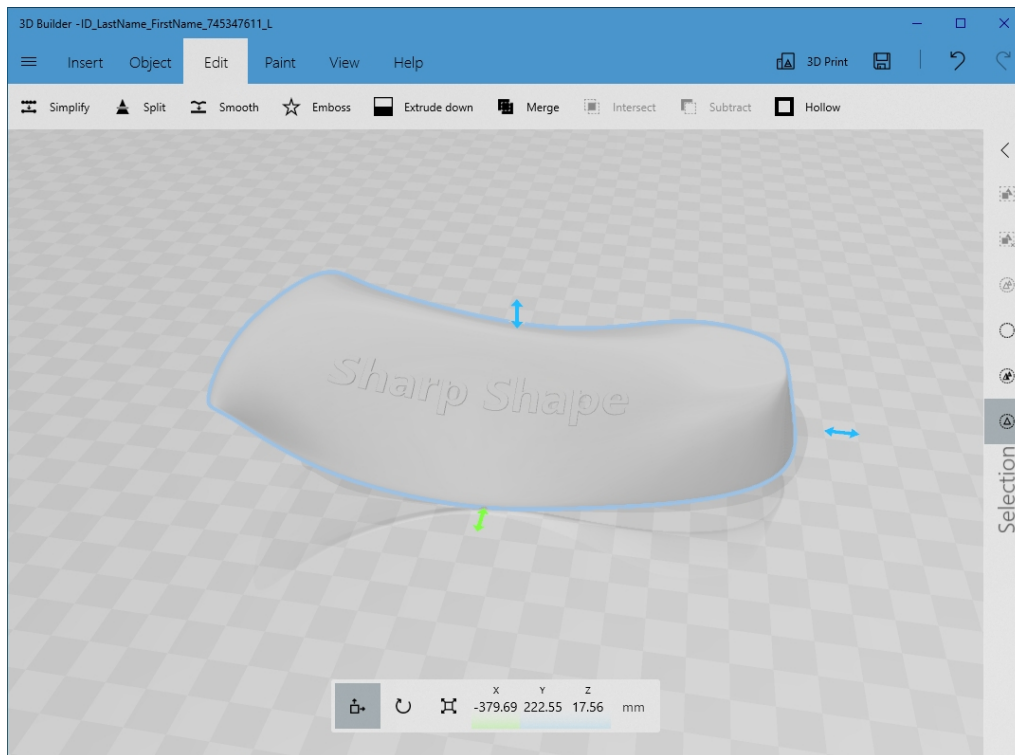 3D Builder -ID_LastName_FirstName_745347611_L
Insert Object Edit Paint View Help 3D Print
Simplify Split Smooth Emboss Extrude down Merge Intersect Subtract Hollow
Sharp Shape
Selection
X Y Z
-379.69 222.55 17.56 mm